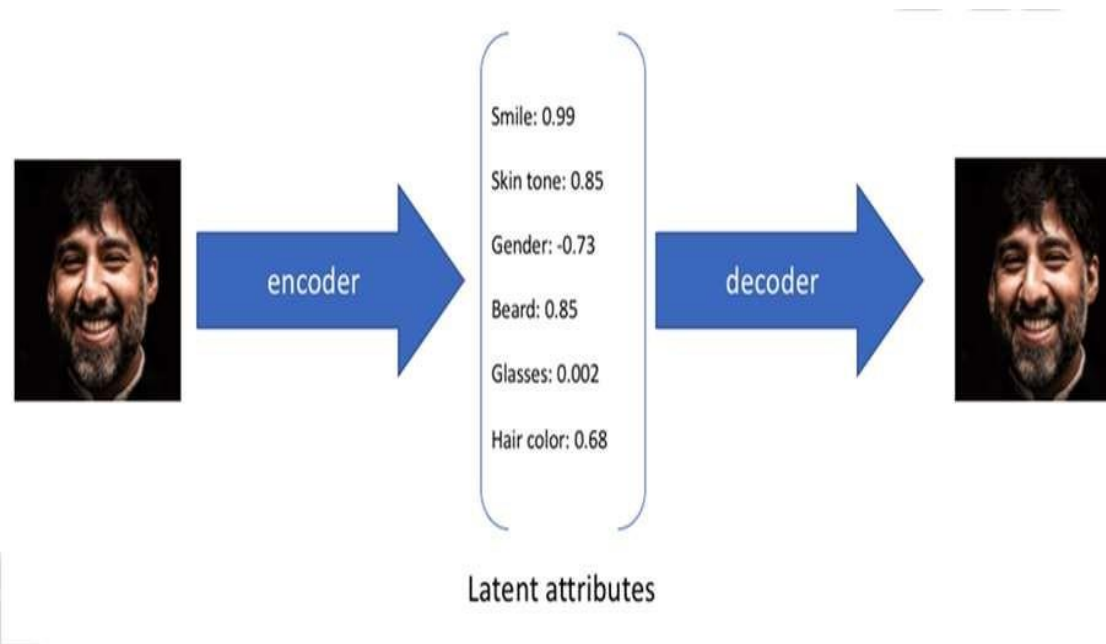 Smile: 0.99
Skin tone: 0.85
encoder
Gender: -0.73
decoder
Beard: 0.85
Glasses: 0.002
Hair color: 0.68
Latent attributes